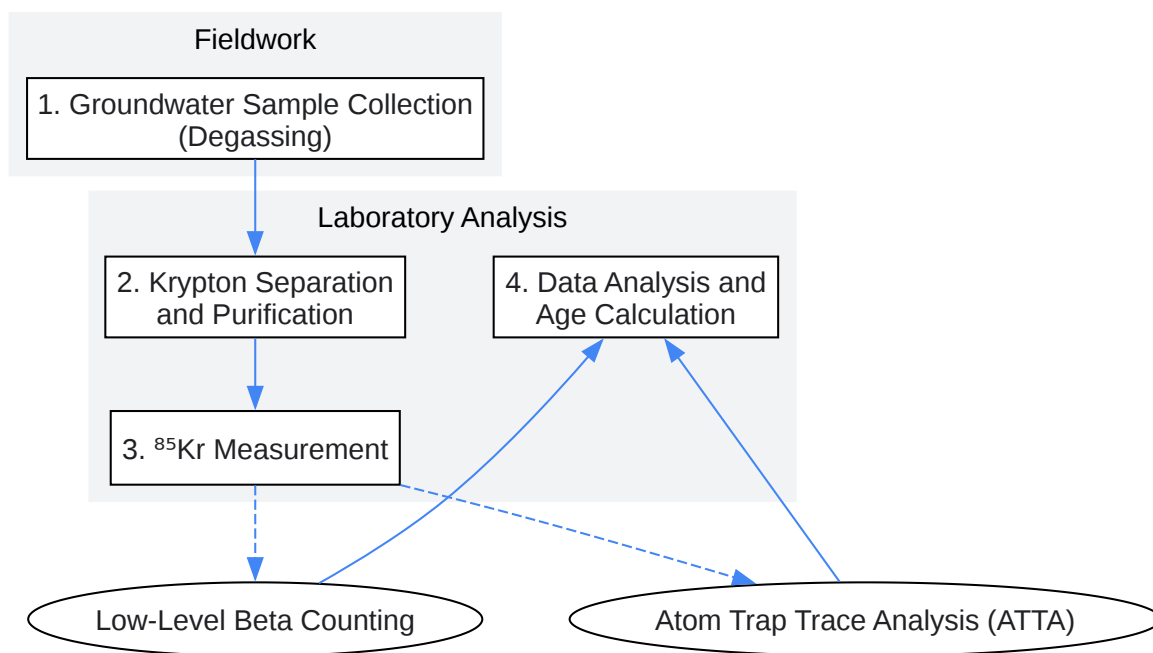 Fieldwork
1. Groundwater Sample Collection
(Degassing)
Laboratory Analysis
2. Krypton Separation
and Purification
4. Data Analysis and
Age Calculation
3. ⁸⁵Kr Measurement
Low-Level Beta Counting
Atom Trap Trace Analysis (ATTA)